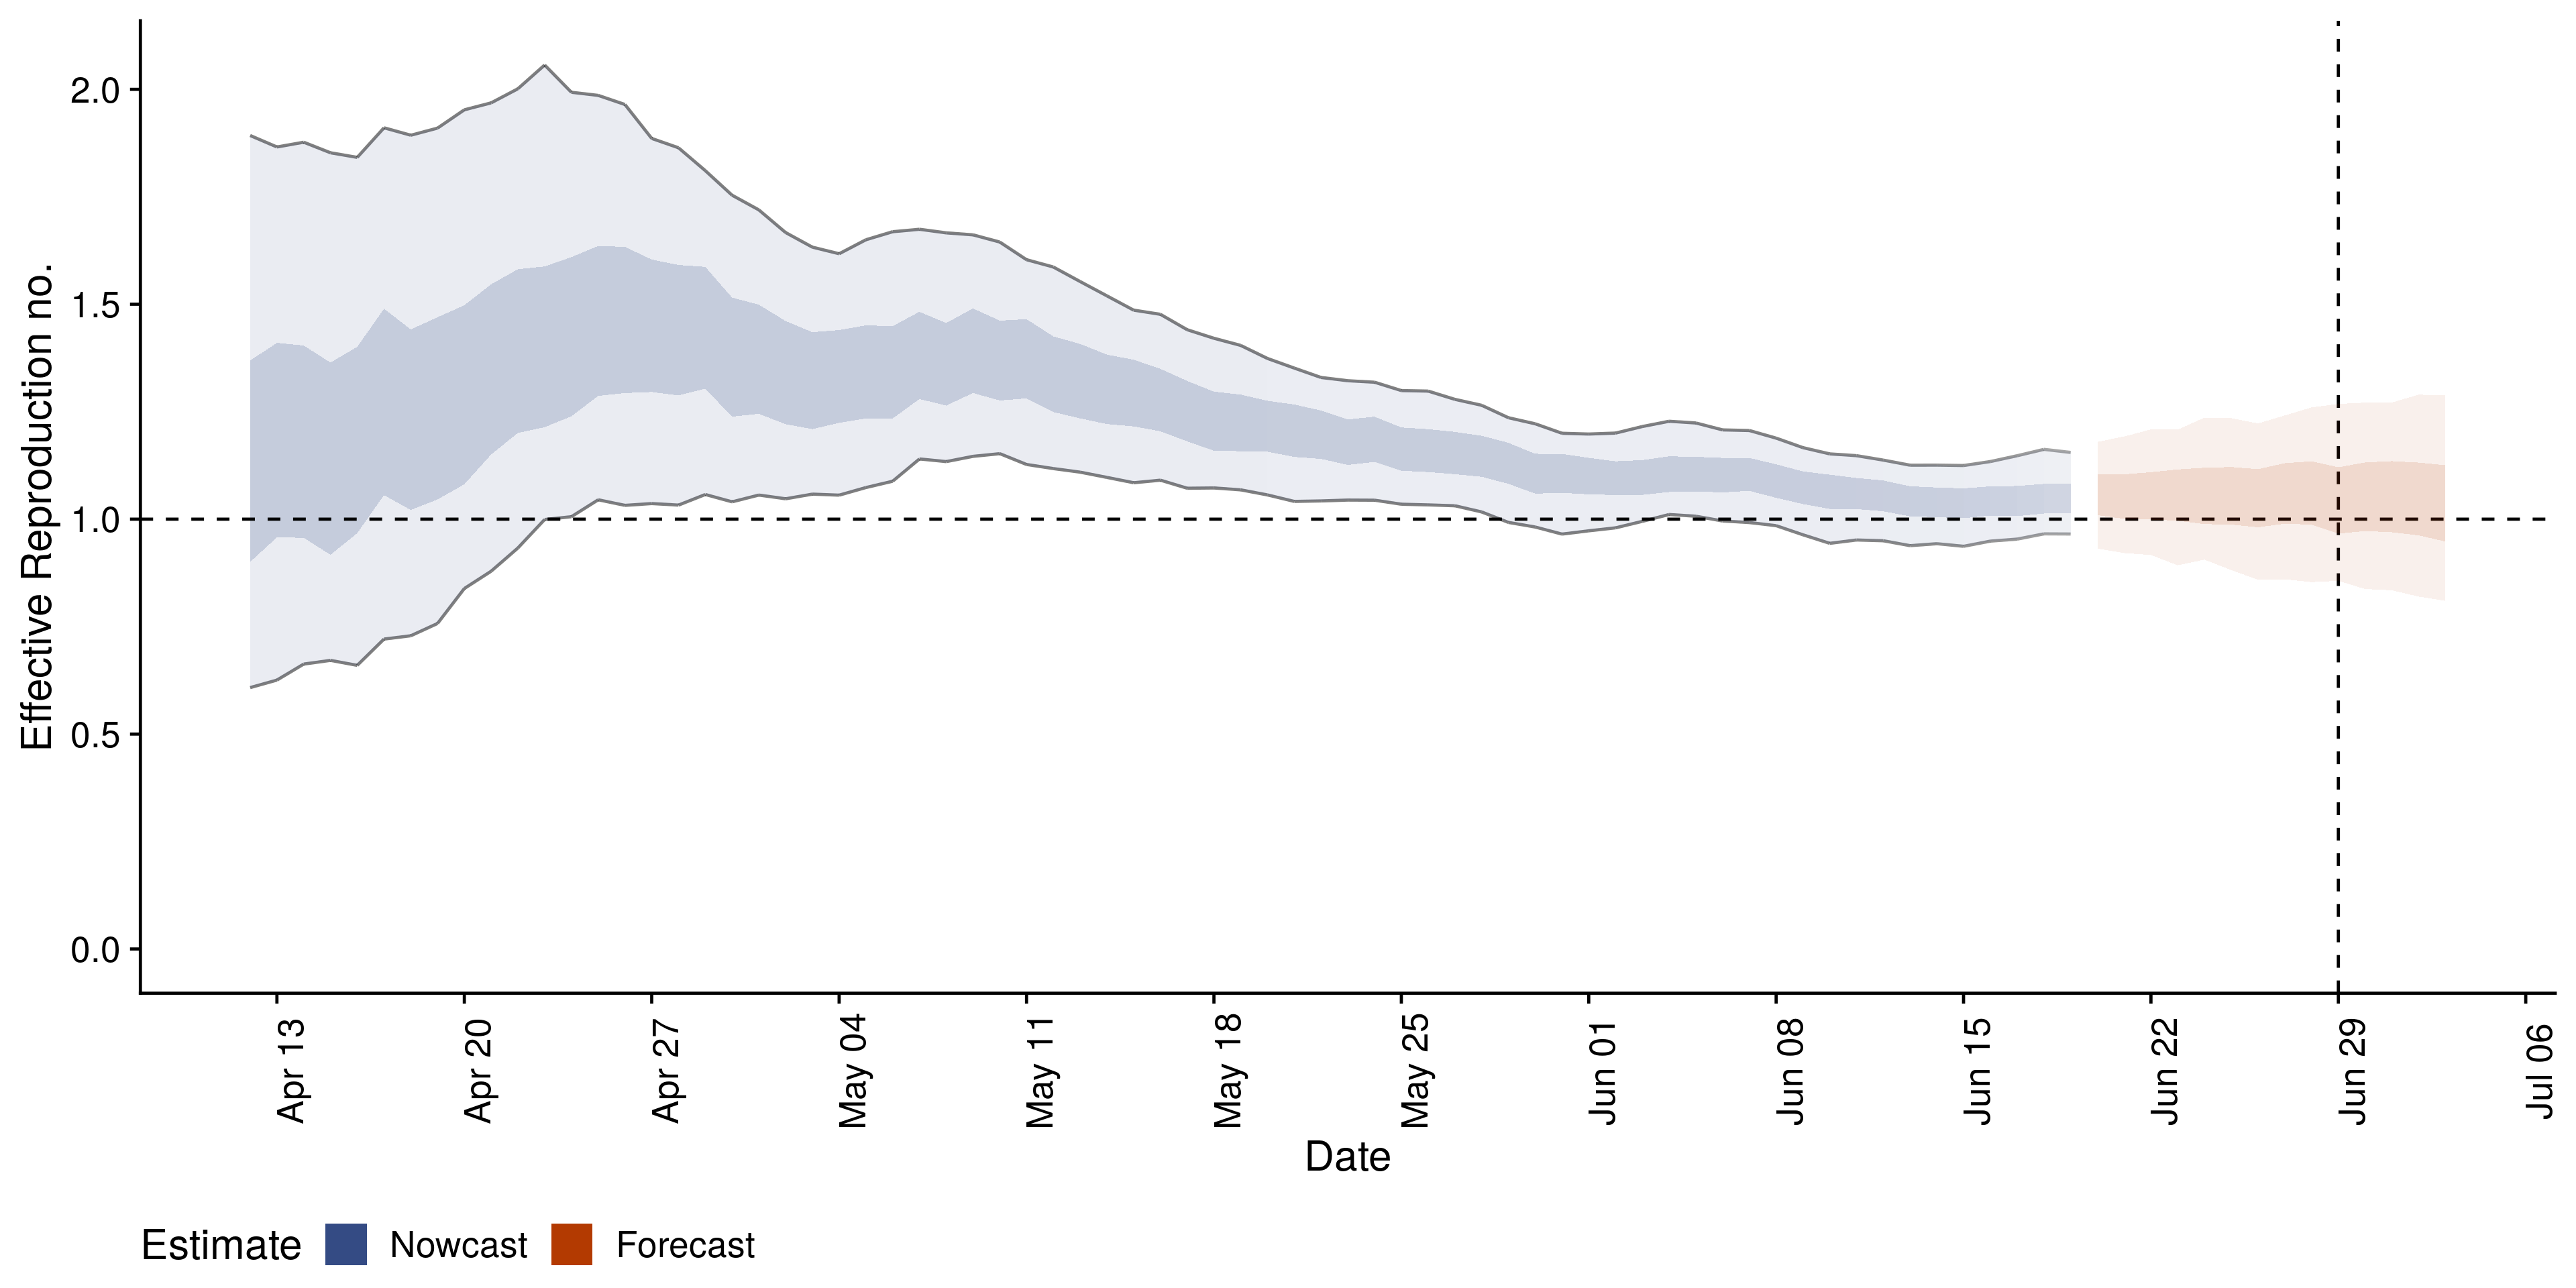 Effective Reproduction no.
2.0
1.5
1.0
0.5
0.0
Apr 13
Apr 20
Apr 27
May 04
May 11
May 18
May 25
Jun 01
Jun 08
Jun 15
Jun 22
Jun 29
Jul 06
Date
Estimate Nowcast Forecast